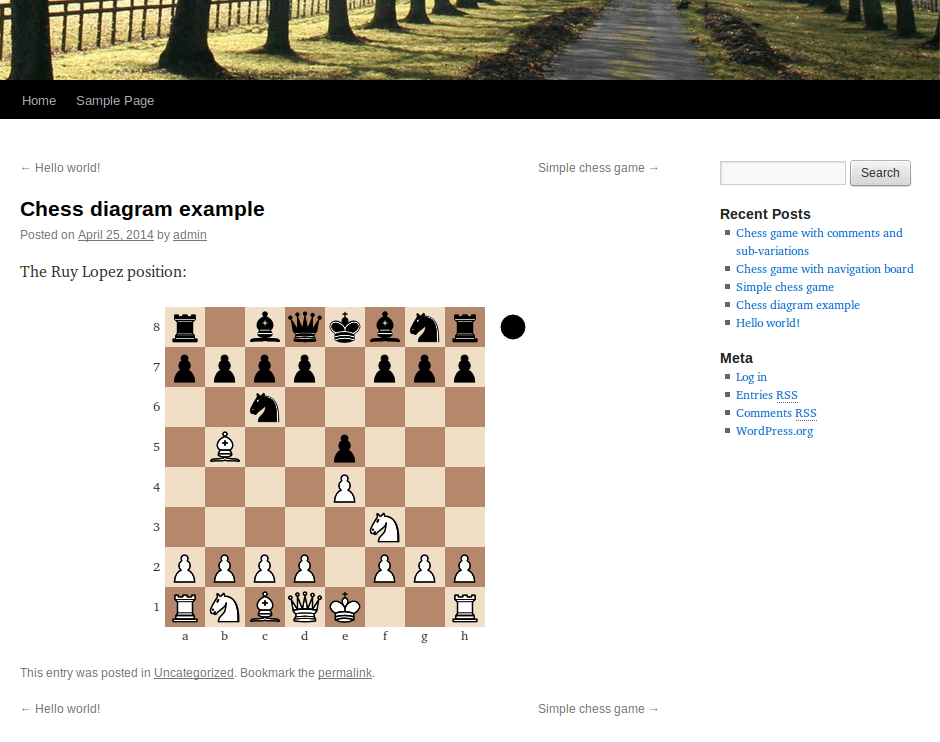 Home Sample Page
← Hello world! Simple chess game →
Chess diagram example
Posted on April 25, 2014 by admin
The Ruy Lopez position:
8
7
6
5
4
3
2
1
a b c d e f g h
This entry was posted in Uncategorized. Bookmark the permalink.
← Hello world! Simple chess game →
Search
Recent Posts
Chess game with comments and
sub-variations
Chess game with navigation board
Simple chess game
Chess diagram example
Hello world!
Meta
Log in
Entries RSS
Comments RSS
WordPress.org